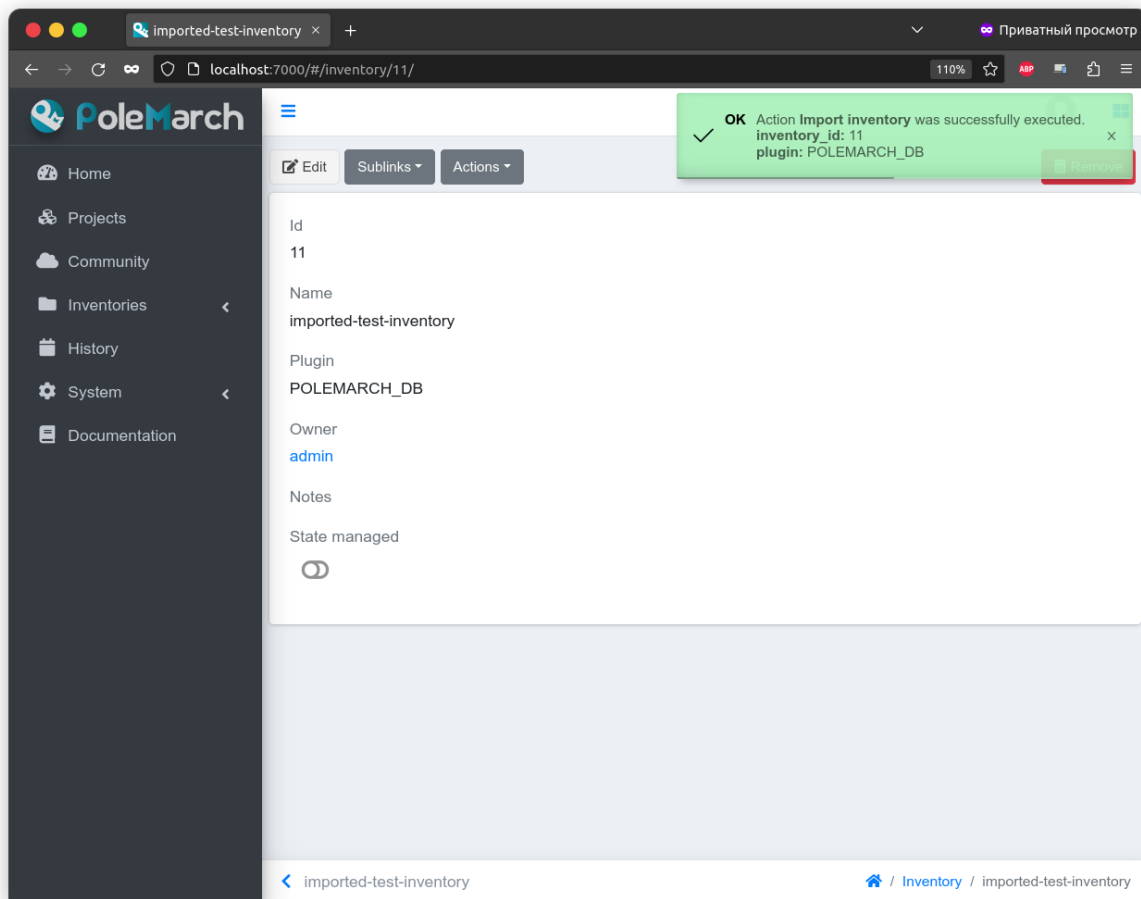 imported-test-inventory
Приватный просмотр
localhost:7000/#/inventory/11/
110%
ABP
PoleMarch
Home
Projects
Community
Inventories
History
System
Documentation
OK Action Import inventory was successfully executed.
inventory_id: 11
plugin: POLEMARCH_DB
Edit
Sublinks
Actions
Remove
Id
11
Name
imported-test-inventory
Plugin
POLEMARCH_DB
Owner
admin
Notes
State managed
imported-test-inventory
/ Inventory / imported-test-inventory